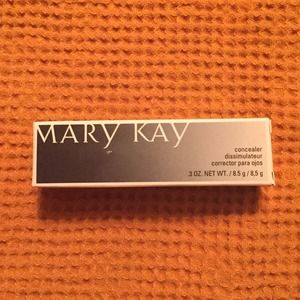 MARY KAY
concealer
dissimulateur
corrector para ojos
.3 OZ. NET WT. / 8.5 g / 8,5 g